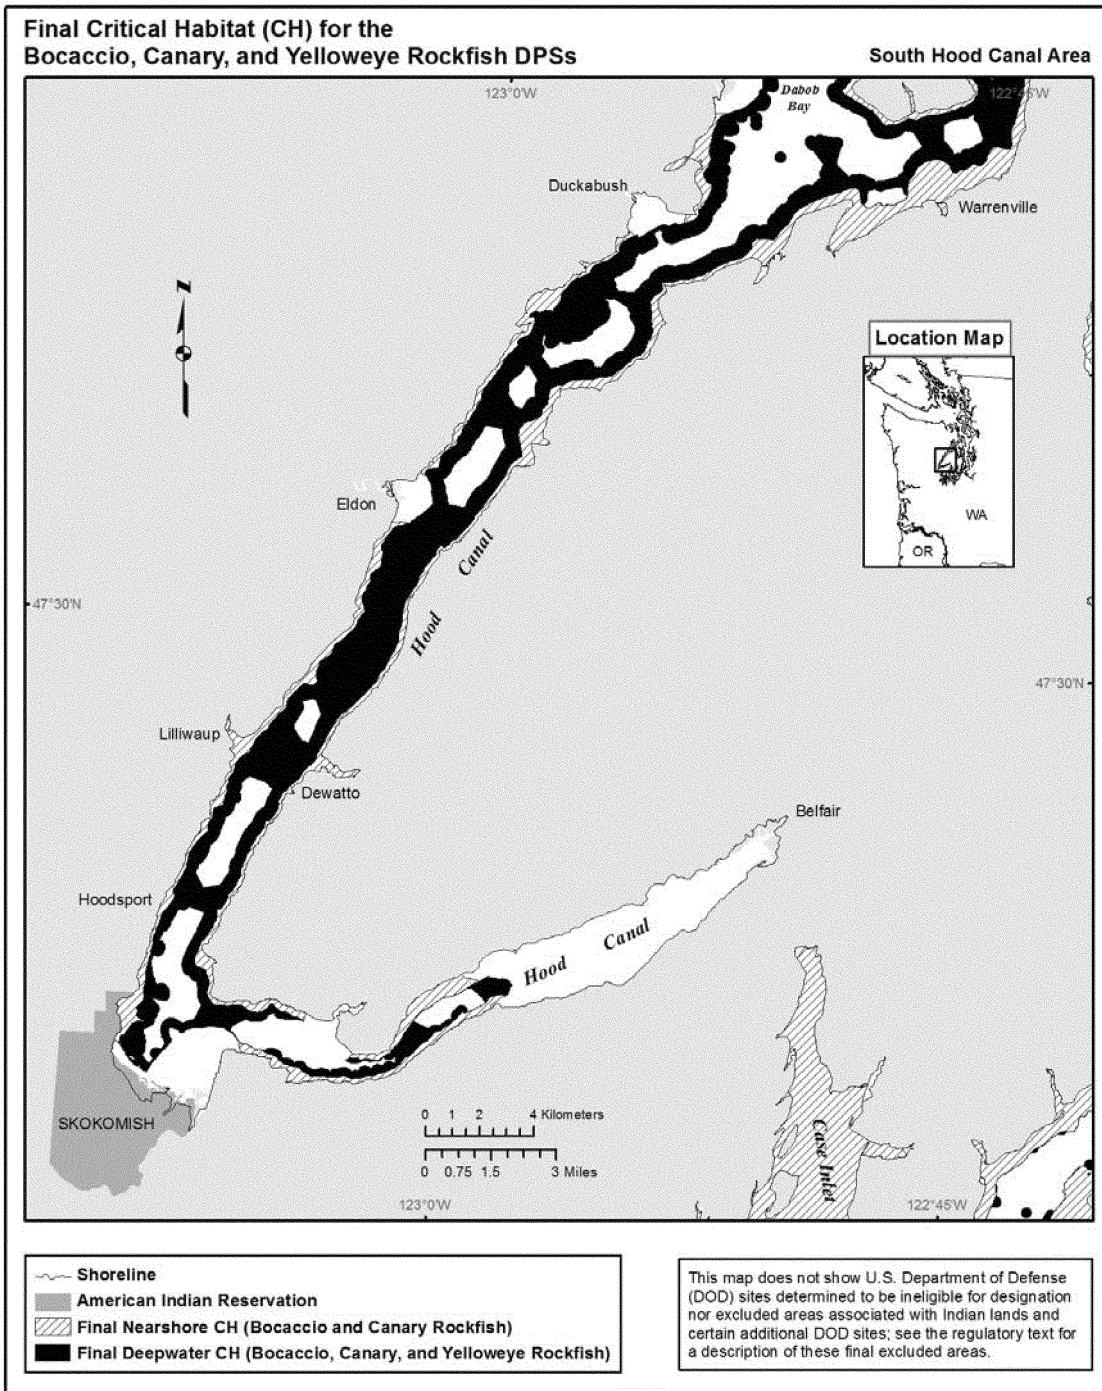 Final Critical Habitat (CH) for the
Bocaccio, Canary, and Yelloweye Rockfish DPSs
South Hood Canal Area
123°0'W
122°45'W
Dabob
Bay
Duckabush
Warrenville
N
Location Map
WA
OR
Eldon
Hood Canal
47°30'N
47°30'N
Lilliwaup
Dewatto
Belfair
Hoodsport
Hood Canal
SKOKOMISH
0 1 2 4 Kilometers
0 0.75 1.5 3 Miles
Case Inlet
123°0'W
122°45'W
Shoreline
American Indian Reservation
Final Nearshore CH (Bocaccio and Canary Rockfish)
Final Deepwater CH (Bocaccio, Canary, and Yelloweye Rockfish)
This map does not show U.S. Department of Defense
(DOD) sites determined to be ineligible for designation
nor excluded areas associated with Indian lands and
certain additional DOD sites; see the regulatory text for
a description of these final excluded areas.